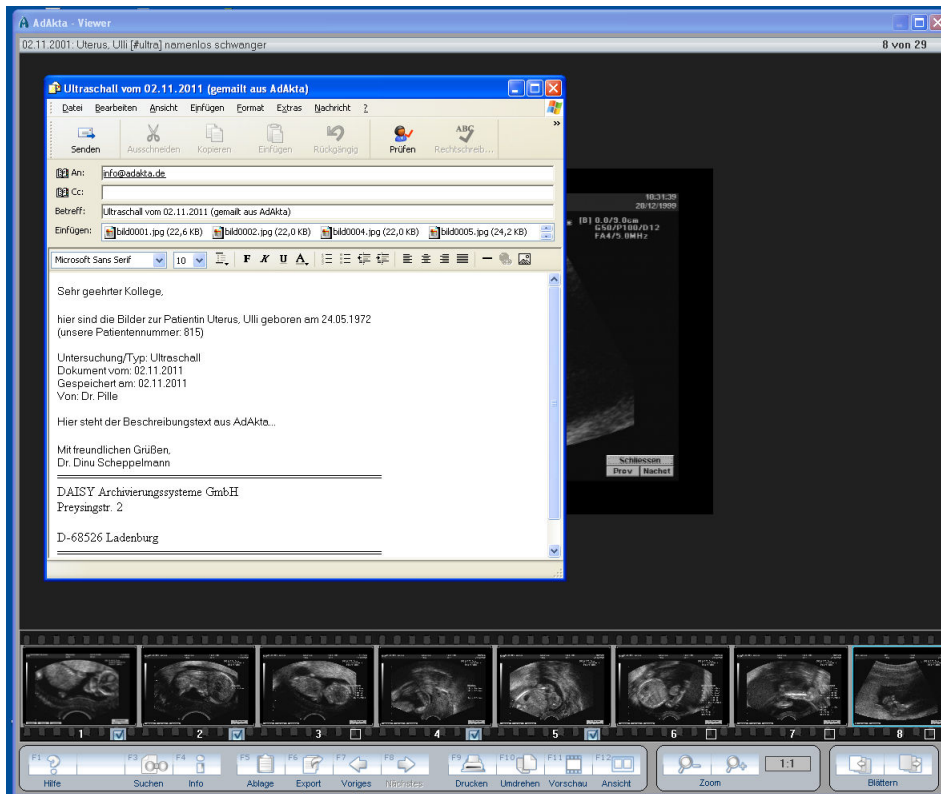 AdAkta - Viewer
02.11.2001: Uterus, Ulli [#ultra] namenlos schwanger
8 von 29
Ultraschall vom 02.11.2011 (gemailt aus AdAkta)
Datei Bearbeiten Ansicht Einfügen Format Extras Nachricht ?
Senden Ausschneiden Kopieren Einfügen Rückgängig Prüfen Rechtschreib... »
An: info@adakta.de
Cc:
Betreff: Ultraschall vom 02.11.2011 (gemailt aus AdAkta)
Einfügen: bild0001.jpg (22,6 KB) bild0002.jpg (22,0 KB) bild0004.jpg (22,0 KB) bild0005.jpg (24,2 KB)
Microsoft Sans Serif 10 F K U A
Sehr geehrter Kollege,
hier sind die Bilder zur Patientin Uterus, Ulli geboren am 24.05.1972
(unsere Patientennummer: 815)
Untersuchung/Typ: Ultraschall
Dokument vom: 02.11.2011
Gespeichert am: 02.11.2011
Von: Dr. Pille
Hier steht der Beschreibungstext aus AdAkta...
Mit freundlichen Grüßen,
Dr. Dinu Scheppelmann
DAISY Archivierungssysteme GmbH
Preysingstr. 2
D-68526 Ladenburg
10:31:39
20/12/1999
[B] 0.0/9.0cm
G50/P100/D12
FA4/5.0MHz
Schliessen
Prev Nachst
1 2 3 4 5 6 7 8
F1 F3 F4 F5 F6 F7 F8 F9 F10 F11 F12 1:1
Hilfe Suchen Info Ablage Export Voriges Nächstes Drucken Umdrehen Vorschau Ansicht Zoom Blättern